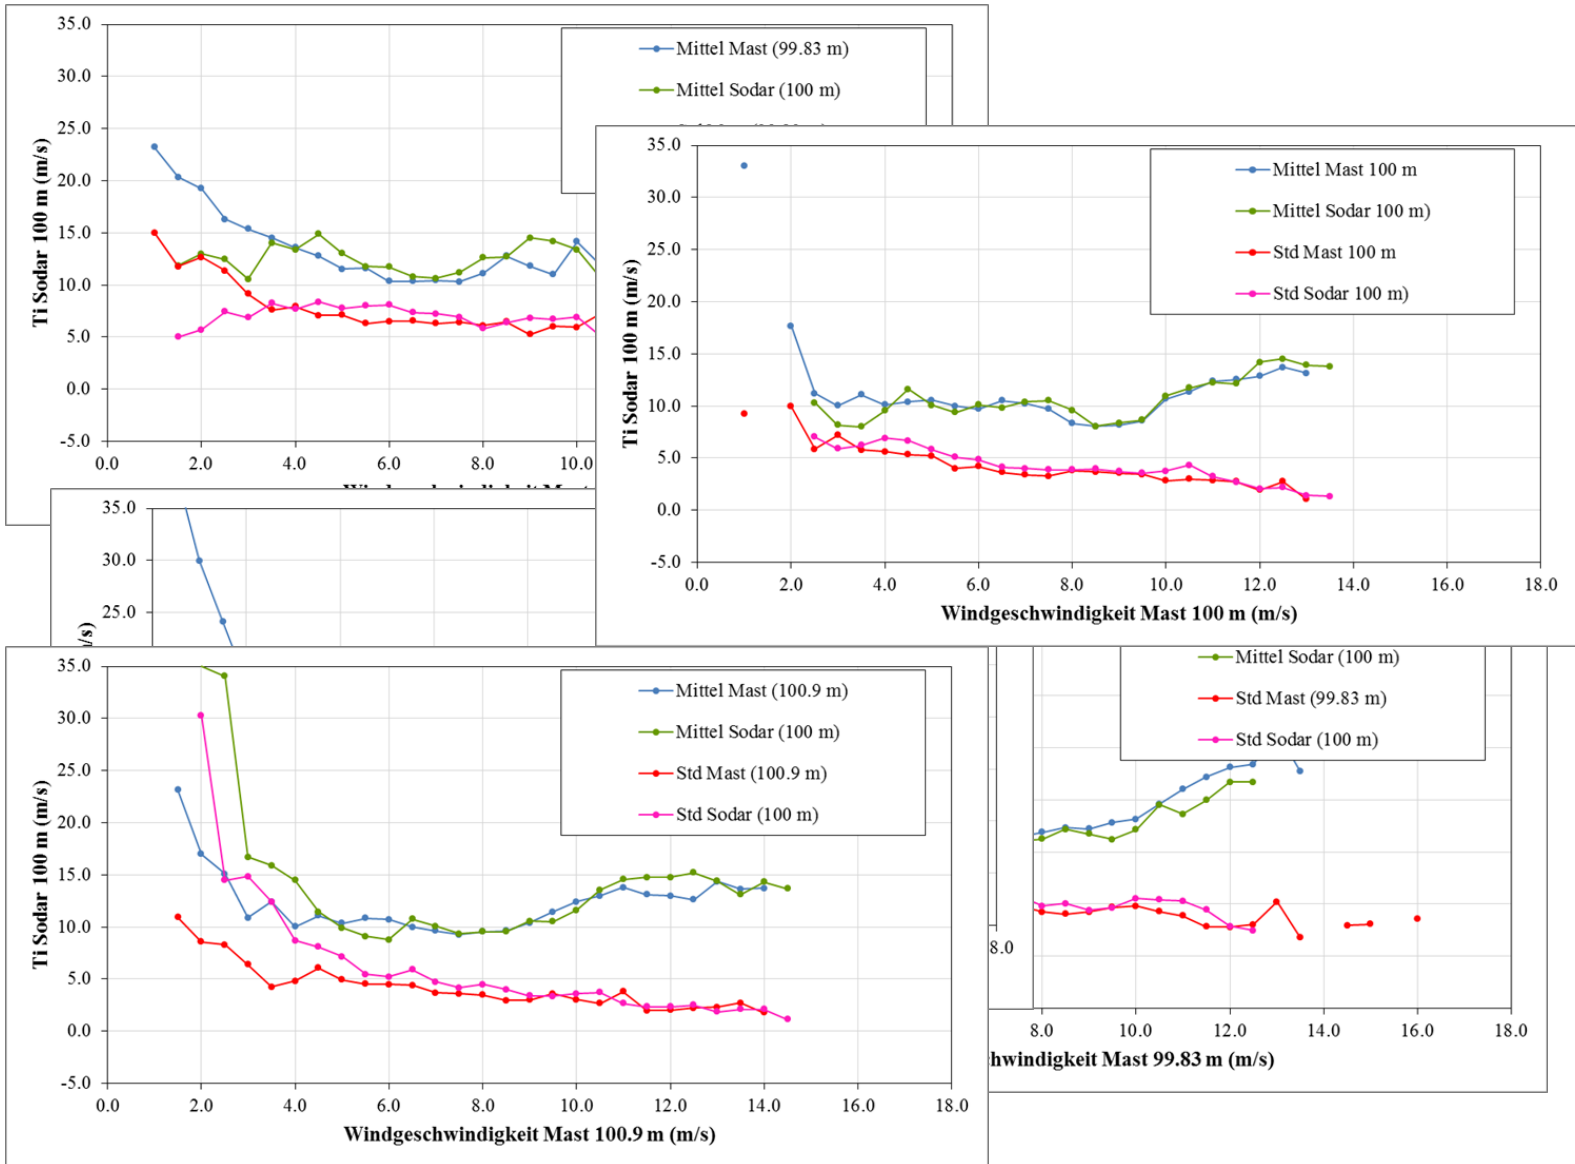 35.0
30.0
25.0
20.0
15.0
10.0
5.0
0.0
-5.0
0.0 2.0 4.0 6.0 8.0 10.0
Ti Sodar 100 m (m/s)
Mittel Mast (99.83 m)
Mittel Sodar (100 m)
Windgeschwindigkeit Mast
35.0
30.0
25.0
20.0
15.0
10.0
5.0
0.0
-5.0
0.0 2.0 4.0 6.0 8.0 10.0 12.0 14.0 16.0 18.0
Ti Sodar 100 m (m/s)
Windgeschwindigkeit Mast 100 m (m/s)
Mittel Mast 100 m
Mittel Sodar 100 m)
Std Mast 100 m
Std Sodar 100 m)
35.0
30.0
25.0
/s)
35.0
30.0
25.0
20.0
15.0
10.0
5.0
0.0
-5.0
0.0 2.0 4.0 6.0 8.0 10.0 12.0 14.0 16.0 18.0
Ti Sodar 100 m (m/s)
Windgeschwindigkeit Mast 100.9 m (m/s)
Mittel Mast (100.9 m)
Mittel Sodar (100 m)
Std Mast (100.9 m)
Std Sodar (100 m)
Mittel Sodar (100 m)
Std Mast (99.83 m)
Std Sodar (100 m)
8.0
8.0 10.0 12.0 14.0 16.0 18.0
hwindigkeit Mast 99.83 m (m/s)